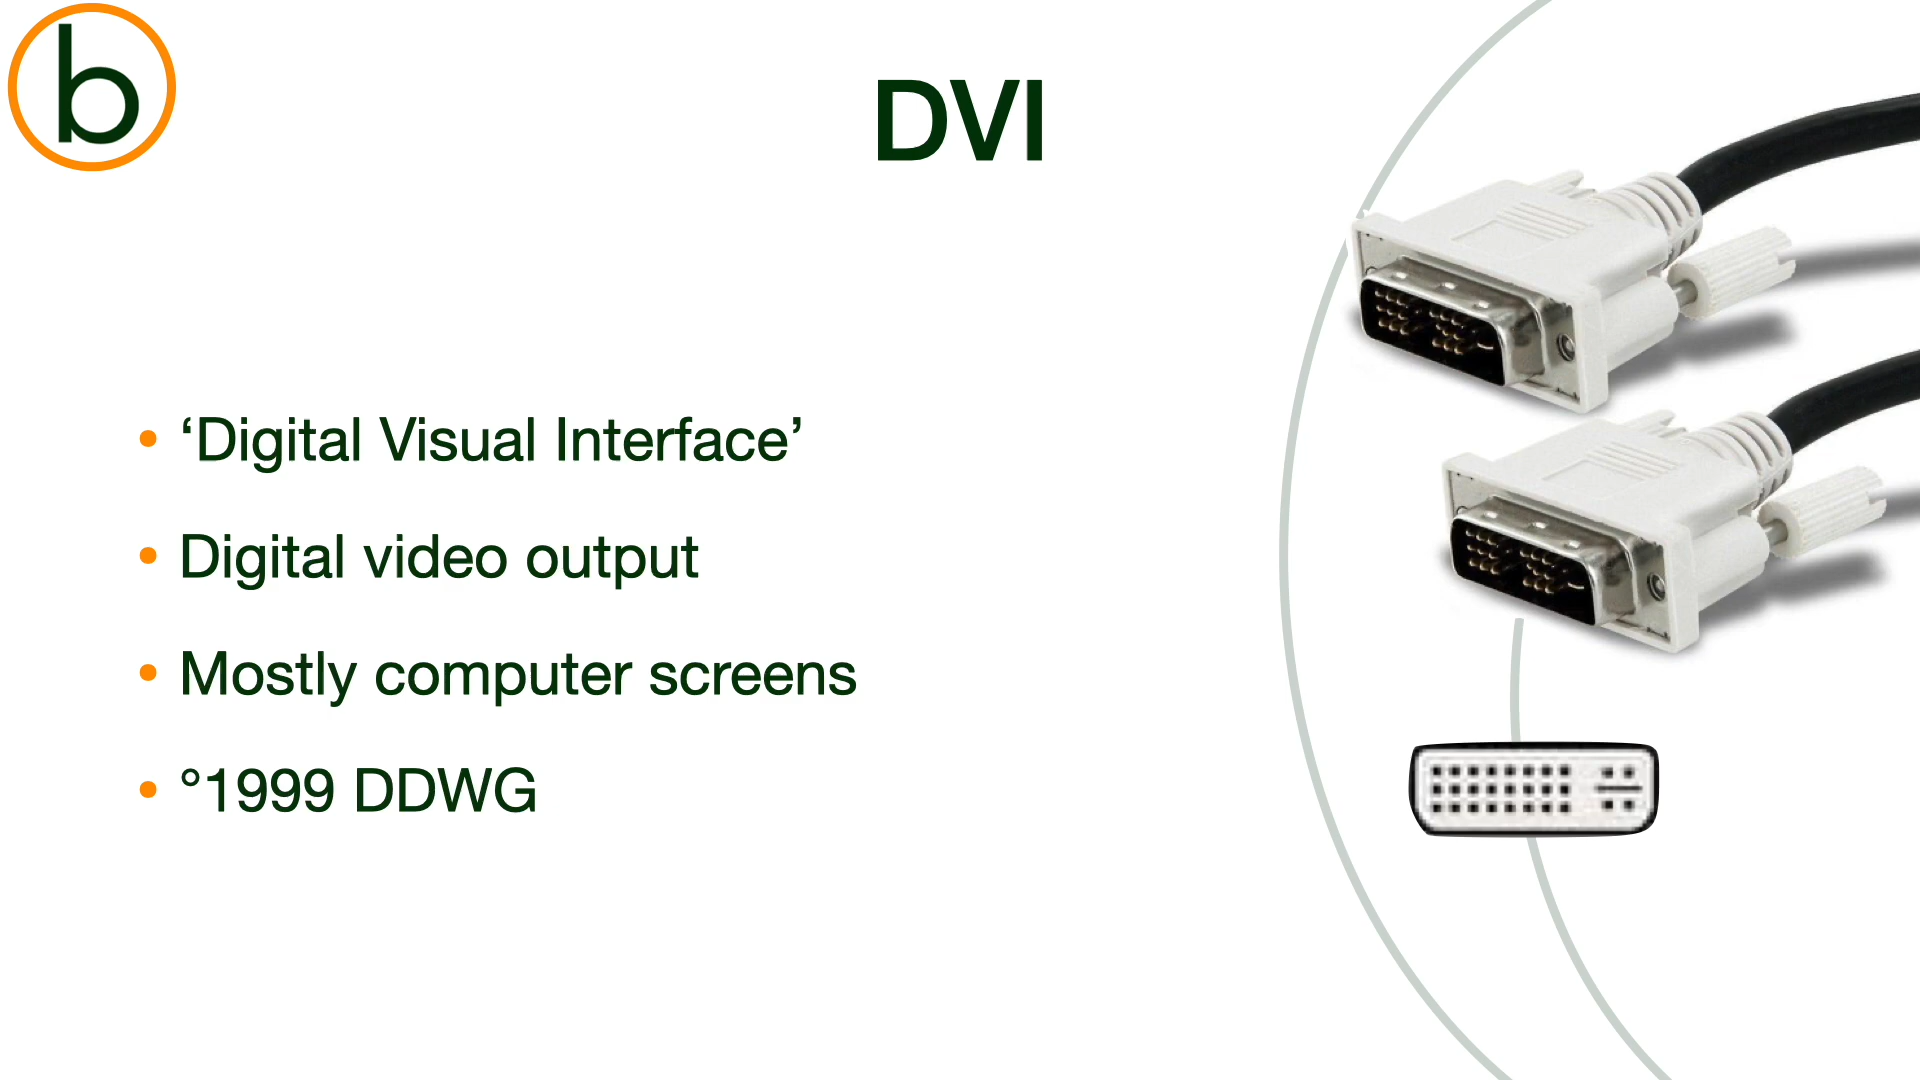 b
DVI
‘Digital Visual Interface’
Digital video output
Mostly computer screens
°1999 DDWG